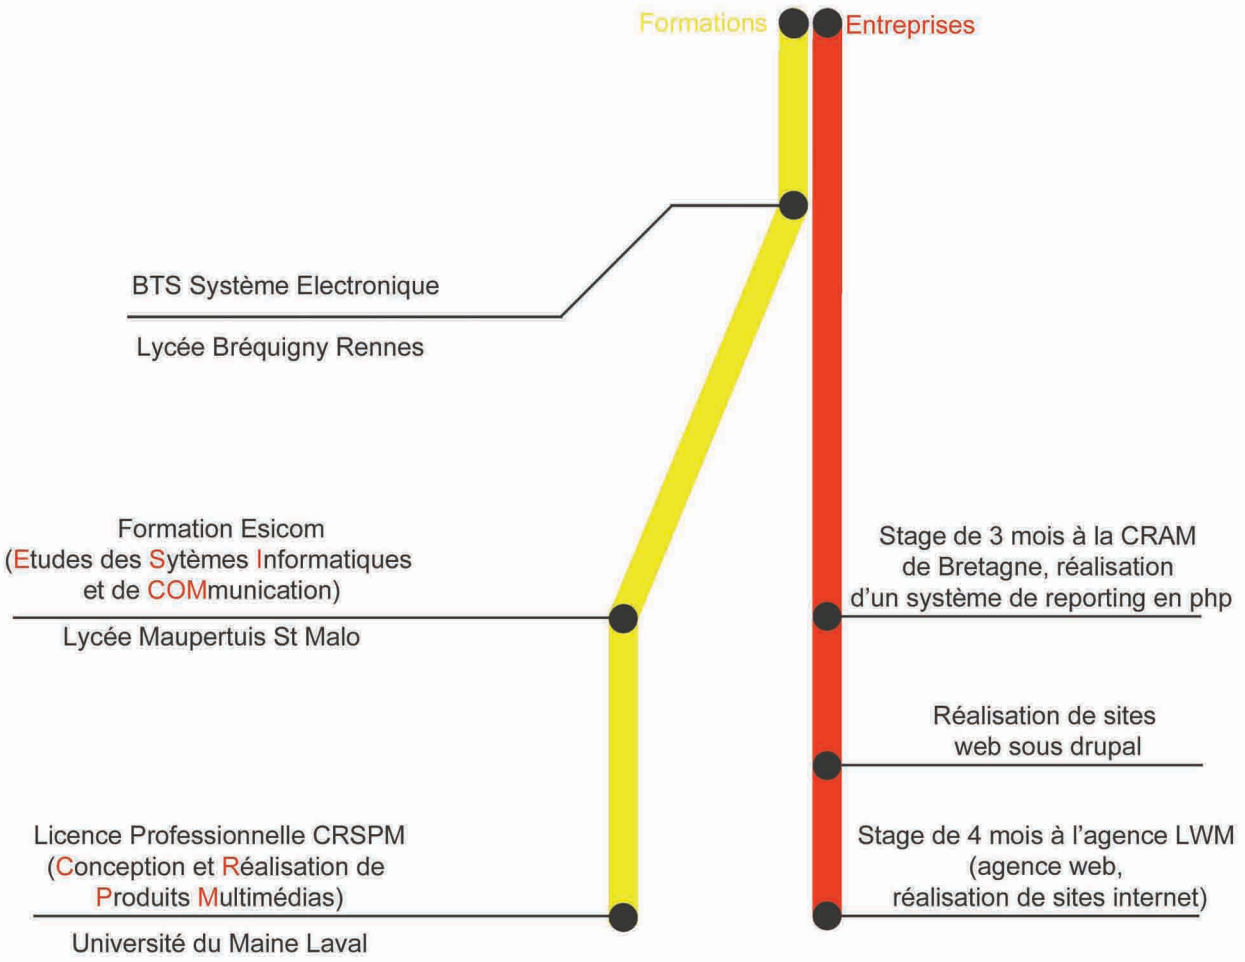 Formations
Entreprises
BTS Système Electronique
Lycée Bréquigny Rennes
Formation Esicom
(Etudes des Sytèmes Informatiques
et de COMmunication)
Lycée Maupertuis St Malo
Stage de 3 mois à la CRAM
de Bretagne, réalisation
d'un système de reporting en php
Réalisation de sites
web sous drupal
Licence Professionnelle CRSPM
(Conception et Réalisation de
Produits Multimédias)
Université du Maine Laval
Stage de 4 mois à l'agence LWM
(agence web,
réalisation de sites internet)